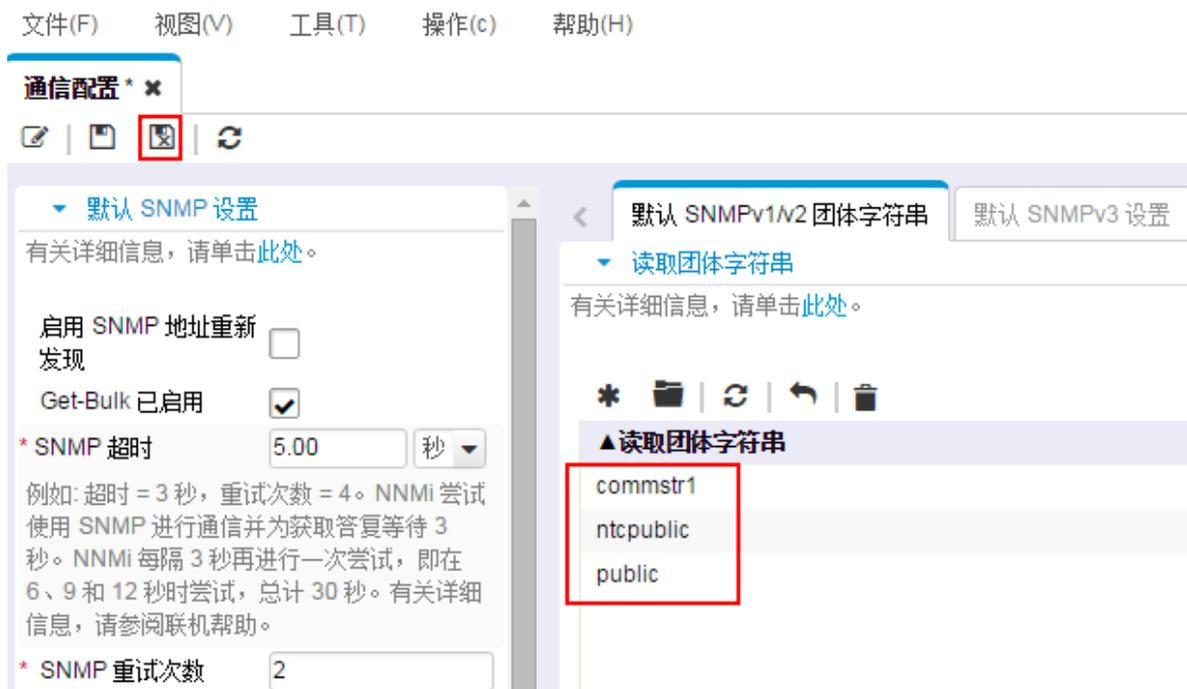 文件(F) 视图(V) 工具(T) 操作(c) 帮助(H)
通信配置 * ✖
默认 SNMP 设置
有关详细信息，请单击此处。
启用 SNMP 地址重新
发现
Get-Bulk 已启用
* SNMP 超时 5.00 秒
例如: 超时 = 3 秒，重试次数 = 4。NNMi 尝试
使用 SNMP 进行通信并为获取答复等待 3
秒。NNMi 每隔 3 秒再进行一次尝试，即在
6、9 和 12 秒时尝试，总计 30 秒。有关详细
信息，请参阅联机帮助。
* SNMP 重试次数 2
默认 SNMPv1/v2 团体字符串 默认 SNMPv3 设置
读取团体字符串
有关详细信息，请单击此处。
▲读取团体字符串
commstr1
ntcpublic
public